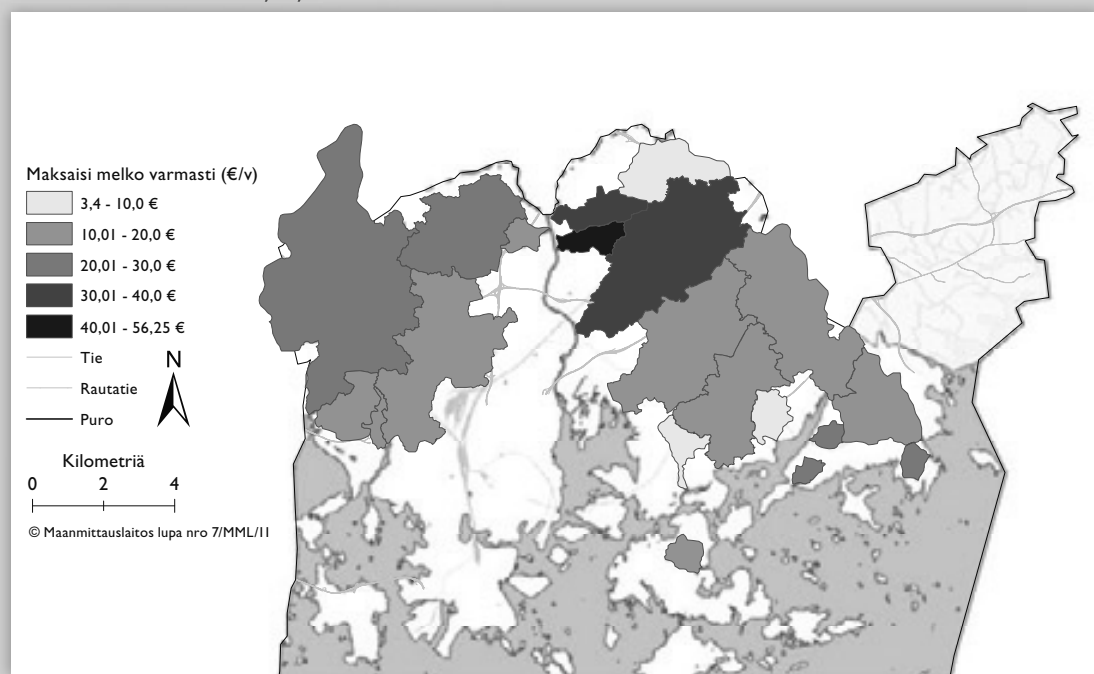 Maksaisi melko varmasti (€/v)
3,4 - 10,0 €
10,01 - 20,0 €
20,01 - 30,0 €
30,01 - 40,0 €
40,01 - 56,25 €
Tie
Rautatie
Puro
N
Kilometriä
0 2 4
© Maanmittauslaitos lupa nro 7/MML/11